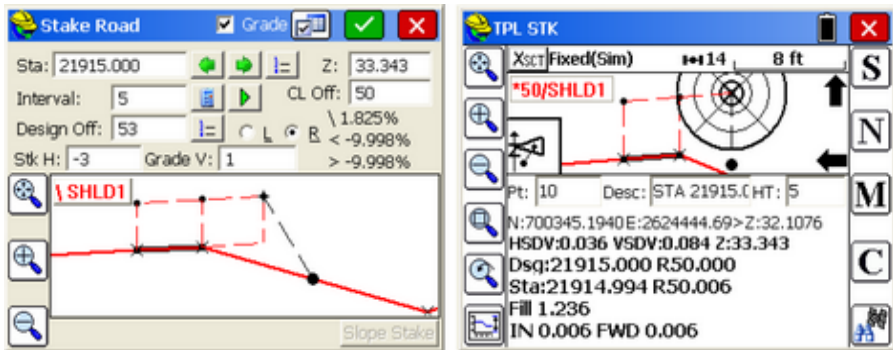 Stake Road Grade
Sta: 21915.000 Z: 33.343
Interval: 5 CL Off: 50
Design Off: 53 L R \ 1.825%
< -9.998%
Stk H: -3 Grade V: 1 > -9.998%
\ SHLD1
Slope Stake
TPL STK
XSCT Fixed(Sim) 14 8 ft
*50/SHLD1
Pt: 10 Desc: STA 21915.0 HT: 5
N:700345.1940 E:2624444.69> Z:32.1076
HSDV:0.036 VSDV:0.084 Z:33.343
Dsg:21915.000 R50.000
Sta:21914.994 R50.006
Fill 1.236
IN 0.006 FWD 0.006
S
N
M
C